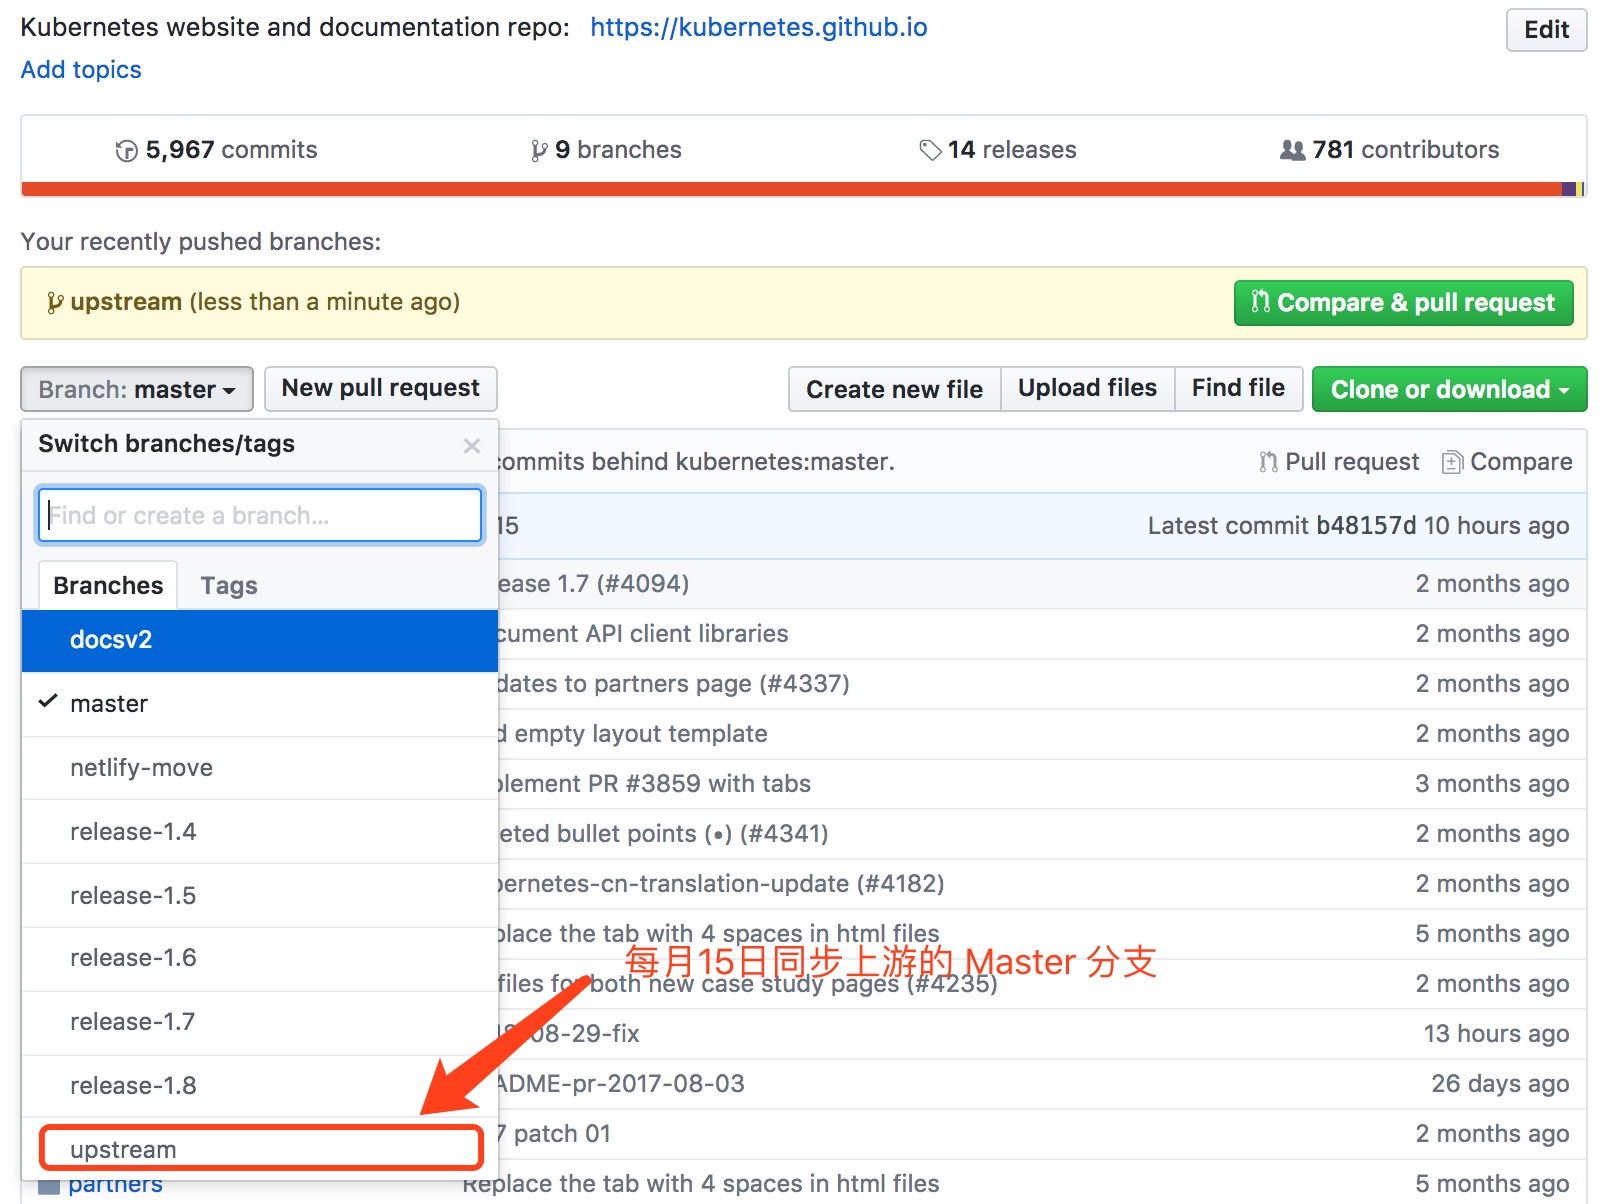 Kubernetes website and documentation repo: https://kubernetes.github.io
Edit
Add topics
5,967 commits
9 branches
14 releases
781 contributors
Your recently pushed branches:
upstream (less than a minute ago)
Compare & pull request
Branch: master
New pull request
Create new file
Upload files
Find file
Clone or download
Switch branches/tags
commits behind kubernetes:master.
Pull request
Compare
Find or create a branch...
15
Latest commit b48157d 10 hours ago
Branches
Tags
ease 1.7 (#4094)
2 months ago
docsv2
cument API client libraries
2 months ago
master
dates to partners page (#4337)
2 months ago
netlify-move
d empty layout template
2 months ago
plement PR #3859 with tabs
3 months ago
release-1.4
eted bullet points (•) (#4341)
2 months ago
release-1.5
bernetes-cn-translation-update (#4182)
2 months ago
place the tab with 4 spaces in html files
5 months ago
每月15日同步上游的 Master 分支
release-1.6
files for both new case study pages (#4235)
2 months ago
release-1.7
08-29-fix
13 hours ago
release-1.8
ADME-pr-2017-08-03
26 days ago
upstream
7 patch 01
2 months ago
partners
Replace the tab with 4 spaces in html files
5 months ago